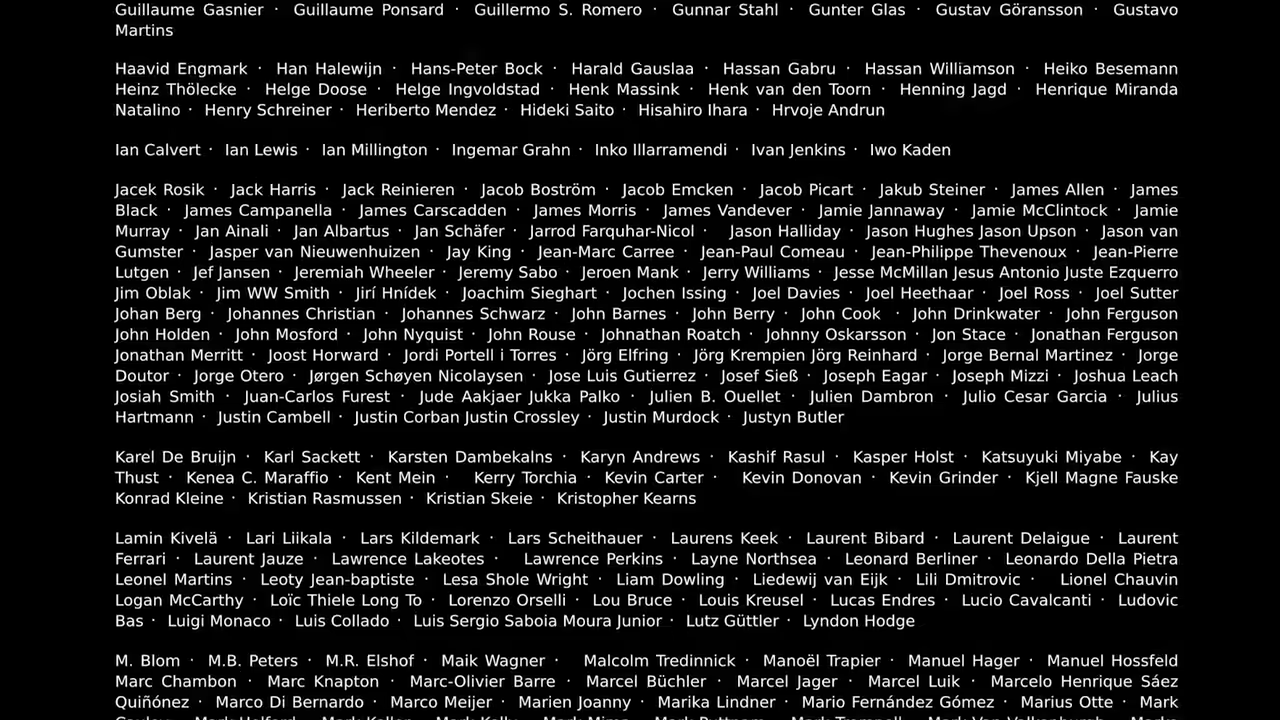 Guillaume Gasnier · Guillaume Ponsard · Guillermo S. Romero · Gunnar Stahl · Gunter Glas · Gustav Göransson · Gustavo
Martins
Haavid Engmark · Han Halewijn · Hans-Peter Bock · Harald Gauslaa · Hassan Gabru · Hassan Williamson · Heiko Besemann
Heinz Thölecke · Helge Doose · Helge Ingvoldstad · Henk Massink · Henk van den Toorn · Henning Jagd · Henrique Miranda
Natalino · Henry Schreiner · Heriberto Mendez · Hideki Saito · Hisahiro Ihara · Hrvoje Andrun
Ian Calvert · Ian Lewis · Ian Millington · Ingemar Grahn · Inko Illarramendi · Ivan Jenkins · Iwo Kaden
Jacek Rosik · Jack Harris · Jack Reinieren · Jacob Boström · Jacob Emcken · Jacob Picart · Jakub Steiner · James Allen · James
Black · James Campanella · James Carscadden · James Morris · James Vandever · Jamie Jannaway · Jamie McClintock · Jamie
Murray · Jan Ainali · Jan Albartus · Jan Schäfer · Jarrod Farquhar-Nicol · Jason Halliday · Jason Hughes Jason Upson · Jason van
Gumster · Jasper van Nieuwenhuizen · Jay King · Jean-Marc Carree · Jean-Paul Comeau · Jean-Philippe Thevenoux · Jean-Pierre
Lutgen · Jef Jansen · Jeremiah Wheeler · Jeremy Sabo · Jeroen Mank · Jerry Williams · Jesse McMillan Jesus Antonio Juste Ezquerro
Jim Oblak · Jim WW Smith · Jirí Hnídek · Joachim Sieghart · Jochen Issing · Joel Davies · Joel Heethaar · Joel Ross · Joel Sutter
Johan Berg · Johannes Christian · Johannes Schwarz · John Barnes · John Berry · John Cook · John Drinkwater · John Ferguson
John Holden · John Mosford · John Nyquist · John Rouse · Johnathan Roatch · Johnny Oskarsson · Jon Stace · Jonathan Ferguson
Jonathan Merritt · Joost Horward · Jordi Portell i Torres · Jörg Elfring · Jörg Krempien Jörg Reinhard · Jorge Bernal Martinez · Jorge
Doutor · Jorge Otero · Jørgen Schøyen Nicolaysen · Jose Luis Gutierrez · Josef Sieß · Joseph Eagar · Joseph Mizzi · Joshua Leach
Josiah Smith · Juan-Carlos Furest · Jude Aakjaer Jukka Palko · Julien B. Ouellet · Julien Dambron · Julio Cesar Garcia · Julius
Hartmann · Justin Cambell · Justin Corban Justin Crossley · Justin Murdock · Justyn Butler
Karel De Bruijn · Karl Sackett · Karsten Dambekalns · Karyn Andrews · Kashif Rasul · Kasper Holst · Katsuyuki Miyabe · Kay
Thust · Kenea C. Maraffio · Kent Mein · Kerry Torchia · Kevin Carter · Kevin Donovan · Kevin Grinder · Kjell Magne Fauske
Konrad Kleine · Kristian Rasmussen · Kristian Skeie · Kristopher Kearns
Lamin Kivelä · Lari Liikala · Lars Kildemark · Lars Scheithauer · Laurens Keek · Laurent Bibard · Laurent Delaigue · Laurent
Ferrari · Laurent Jauze · Lawrence Lakeotes · Lawrence Perkins · Layne Northsea · Leonard Berliner · Leonardo Della Pietra
Leonel Martins · Leoty Jean-baptiste · Lesa Shole Wright · Liam Dowling · Liedewij van Eijk · Lili Dmitrovic · Lionel Chauvin
Logan McCarthy · Loïc Thiele Long To · Lorenzo Orselli · Lou Bruce · Louis Kreusel · Lucas Endres · Lucio Cavalcanti · Ludovic
Bas · Luigi Monaco · Luis Collado · Luis Sergio Saboia Moura Junior · Lutz Güttler · Lyndon Hodge
M. Blom · M.B. Peters · M.R. Elshof · Maik Wagner · Malcolm Tredinnick · Manoël Trapier · Manuel Hager · Manuel Hossfeld
Marc Chambon · Marc Knapton · Marc-Olivier Barre · Marcel Büchler · Marcel Jager · Marcel Luik · Marcelo Henrique Sáez
Quiñónez · Marco Di Bernardo · Marco Meijer · Marien Joanny · Marika Lindner · Mario Fernández Gómez · Marius Otte · Mark